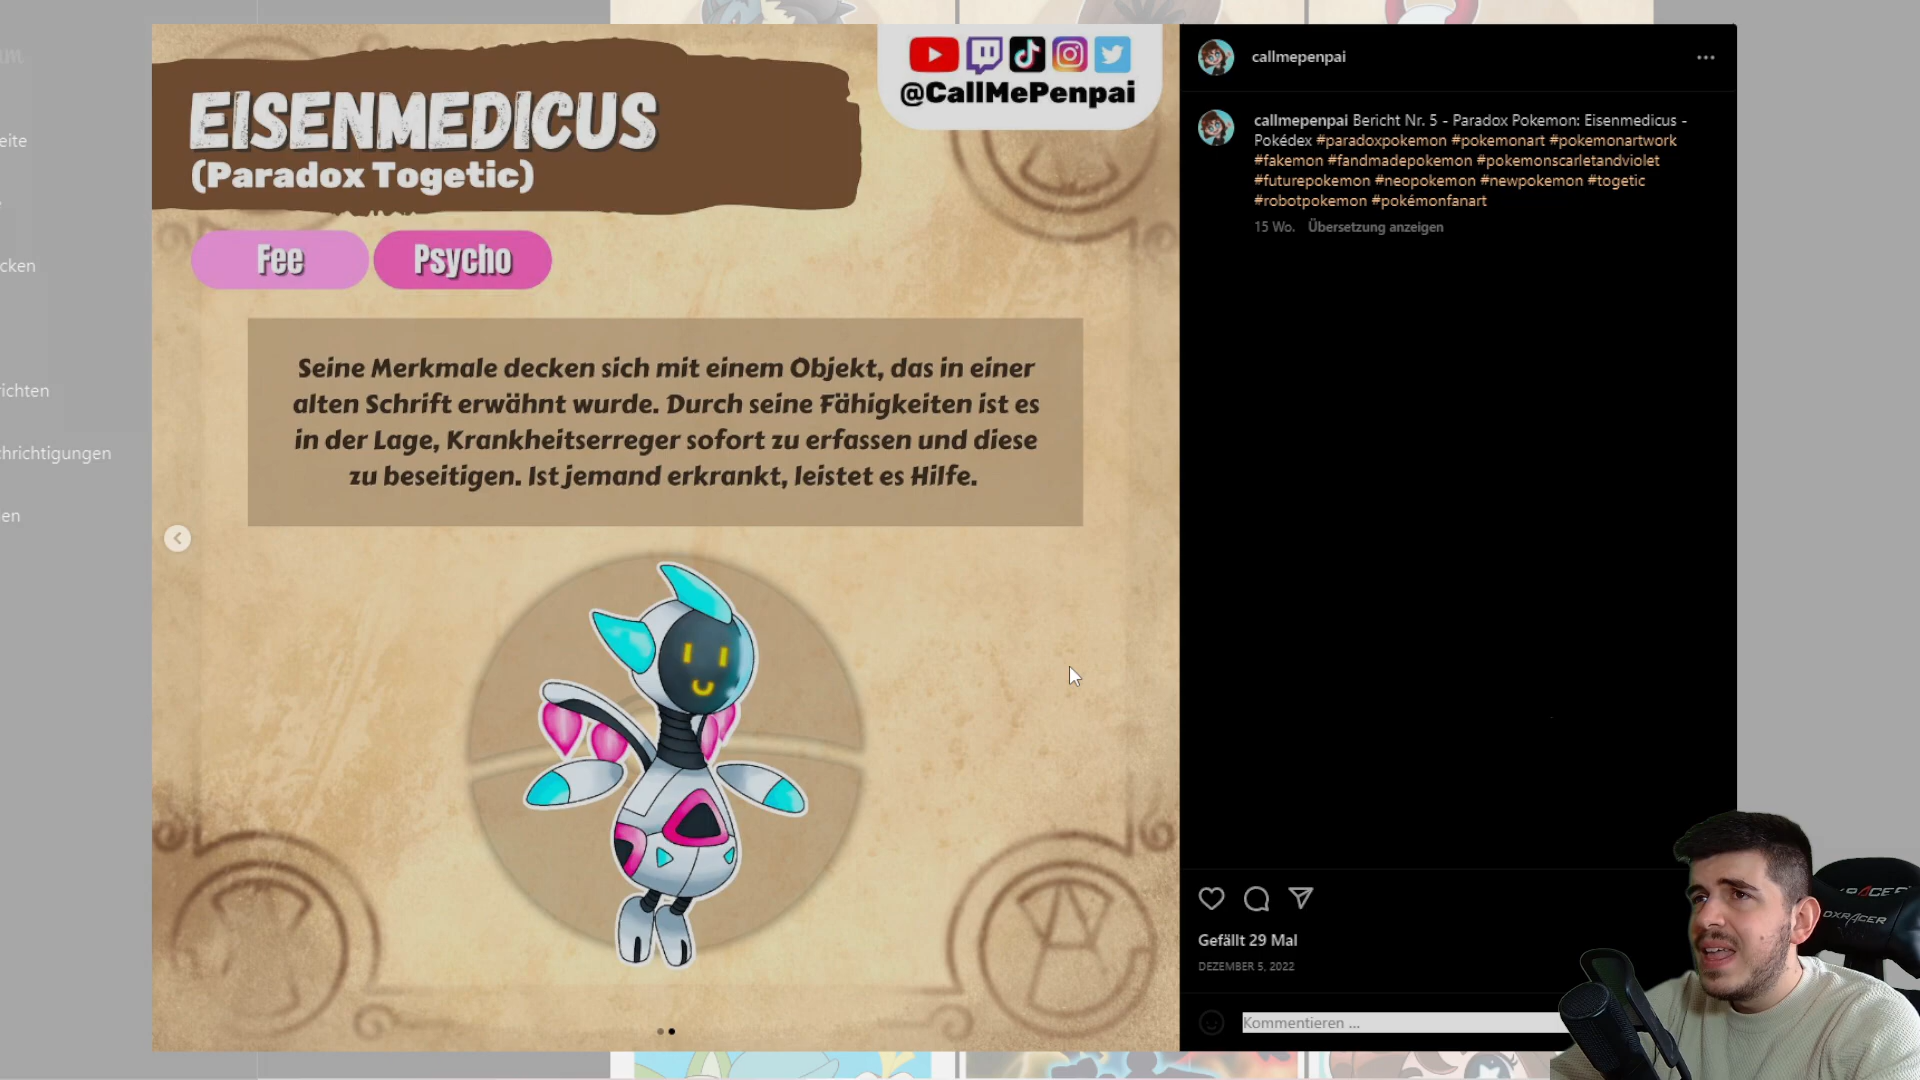 EISENMEDICUS
(Paradox Togetic)
@CallMePenpai
Fee
Psycho
Seine Merkmale decken sich mit einem Objekt, das in einer
alten Schrift erwähnt wurde. Durch seine Fähigkeiten ist es
in der Lage, Krankheitserreger sofort zu erfassen und diese
zu beseitigen. Ist jemand erkrankt, leistet es Hilfe.
callmepenpai
callmepenpai Bericht Nr. 5 - Paradox Pokemon: Eisenmedicus -
Pokédex #paradoxpokemon #pokemonart #pokemonartwork
#fakemon #fandmadepokemon #pokemonscarletandviolet
#futurepokemon #neopokemon #newpokemon #togetic
#robotpokemon #pokémonfanart
15 Wo. Übersetzung anzeigen
Gefällt 29 Mal
DEZEMBER 5, 2022
Kommentieren ...
eite
cken
ichten
hrichtigungen
en
DXRACER